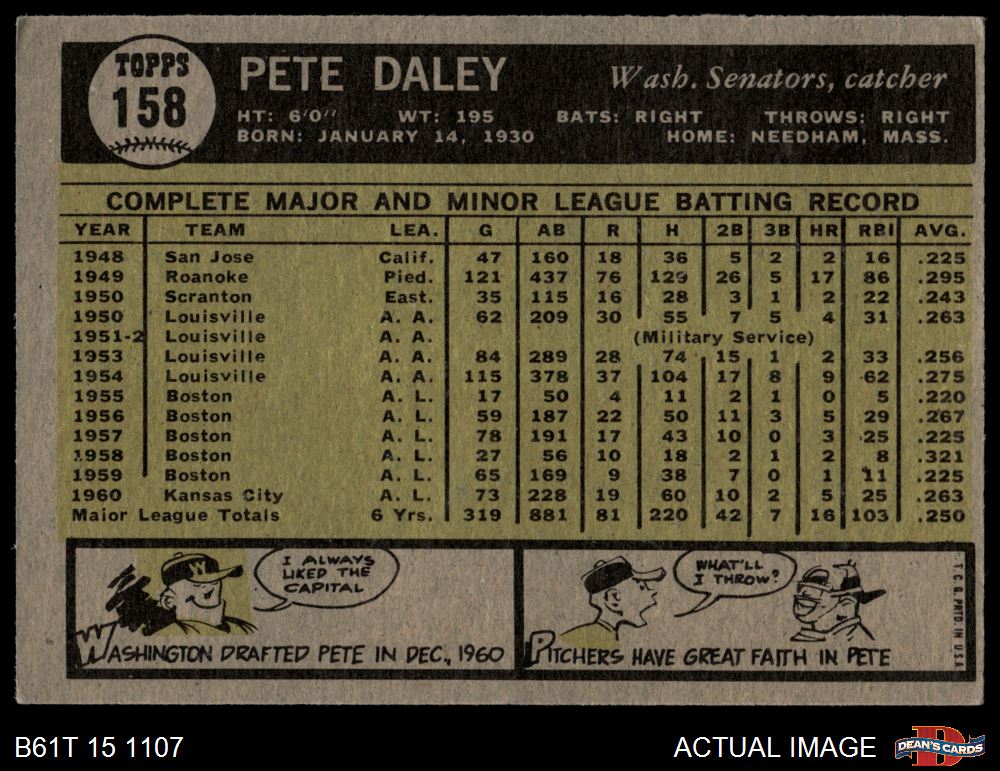 TOPPS
158
PETE DALEY
Wash. Senators, catcher
HT: 6'0" WT: 195 BATS: RIGHT THROWS: RIGHT
BORN: JANUARY 14, 1930 HOME: NEEDHAM, MASS.
COMPLETE MAJOR AND MINOR LEAGUE BATTING RECORD
YEAR TEAM LEA. G AB R H 2B 3B HR RBI AVG.
1948 San Jose Calif. 47 160 18 36 5 2 2 16 .225
1949 Roanoke Pied. 121 437 76 129 26 5 17 86 .295
1950 Scranton East. 35 115 16 28 3 1 2 22 .243
1950 Louisville A. A. 62 209 30 55 7 5 4 31 .263
1951-2 Louisville A. A. (Military Service)
1953 Louisville A. A. 84 289 28 74 15 1 2 33 .256
1954 Louisville A. A. 115 378 37 104 17 8 9 62 .275
1955 Boston A. L. 17 50 4 11 2 1 0 5 .220
1956 Boston A. L. 59 187 22 50 11 3 5 29 .267
1957 Boston A. L. 78 191 17 43 10 0 3 25 .225
1958 Boston A. L. 27 56 10 18 2 1 2 8 .321
1959 Boston A. L. 65 169 9 38 7 0 1 11 .225
1960 Kansas City A. L. 73 228 19 60 10 2 5 25 .263
Major League Totals 6 Yrs. 319 881 81 220 42 7 16 103 .250
I ALWAYS
LIKED THE
CAPITAL
NY
WASHINGTON DRAFTED PETE IN DEC., 1960
WHAT'LL
I THROW?
PITCHERS HAVE GREAT FAITH IN PETE
T.C.G. PRTD. IN U.S.A.
B61T 15 1107
ACTUAL IMAGE
D
DEAN'S CARDS